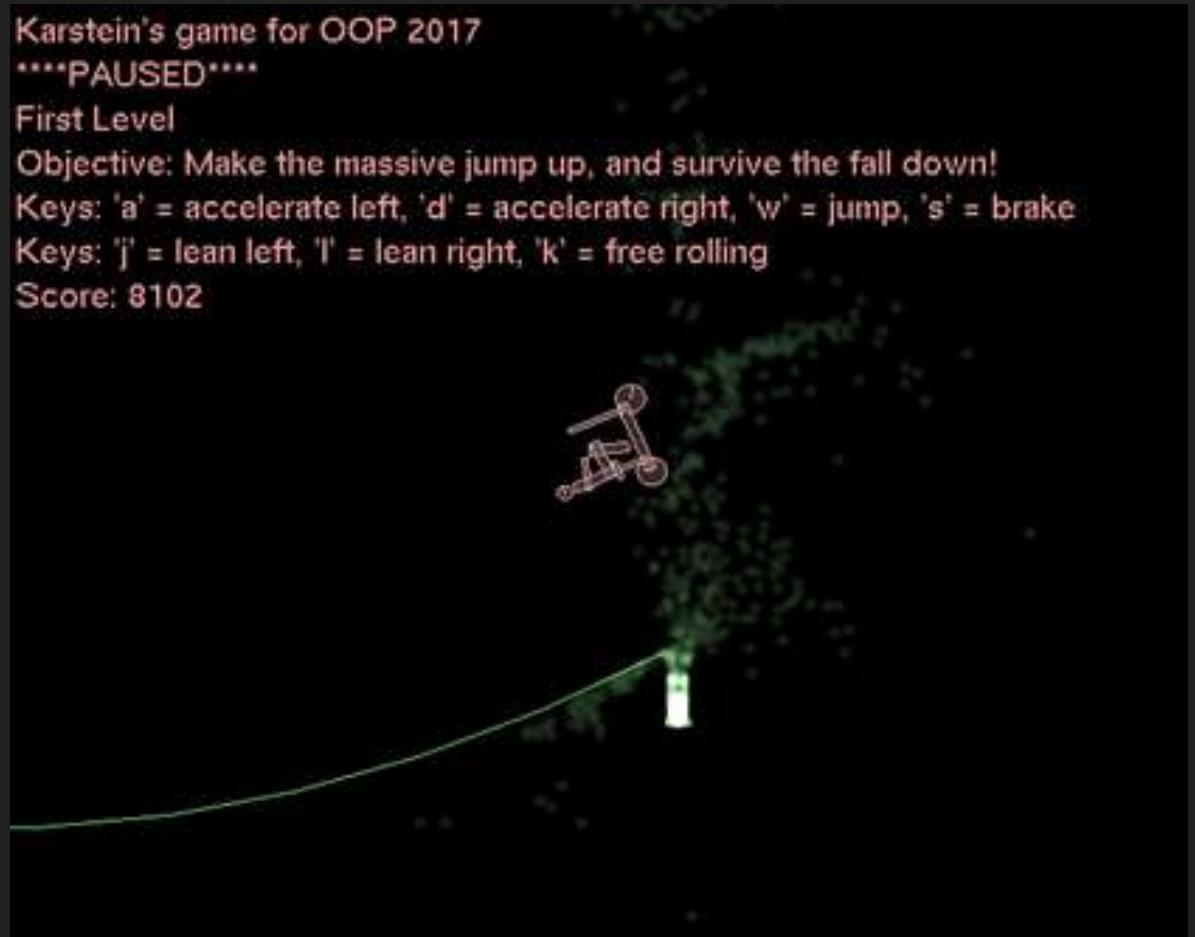 Karstein's game for OOP 2017
****PAUSED****
First Level
Objective: Make the massive jump up, and survive the fall down!
Keys: 'a' = accelerate left, 'd' = accelerate right, 'w' = jump, 's' = brake
Keys: 'j' = lean left, 'l' = lean right, 'k' = free rolling
Score: 8102